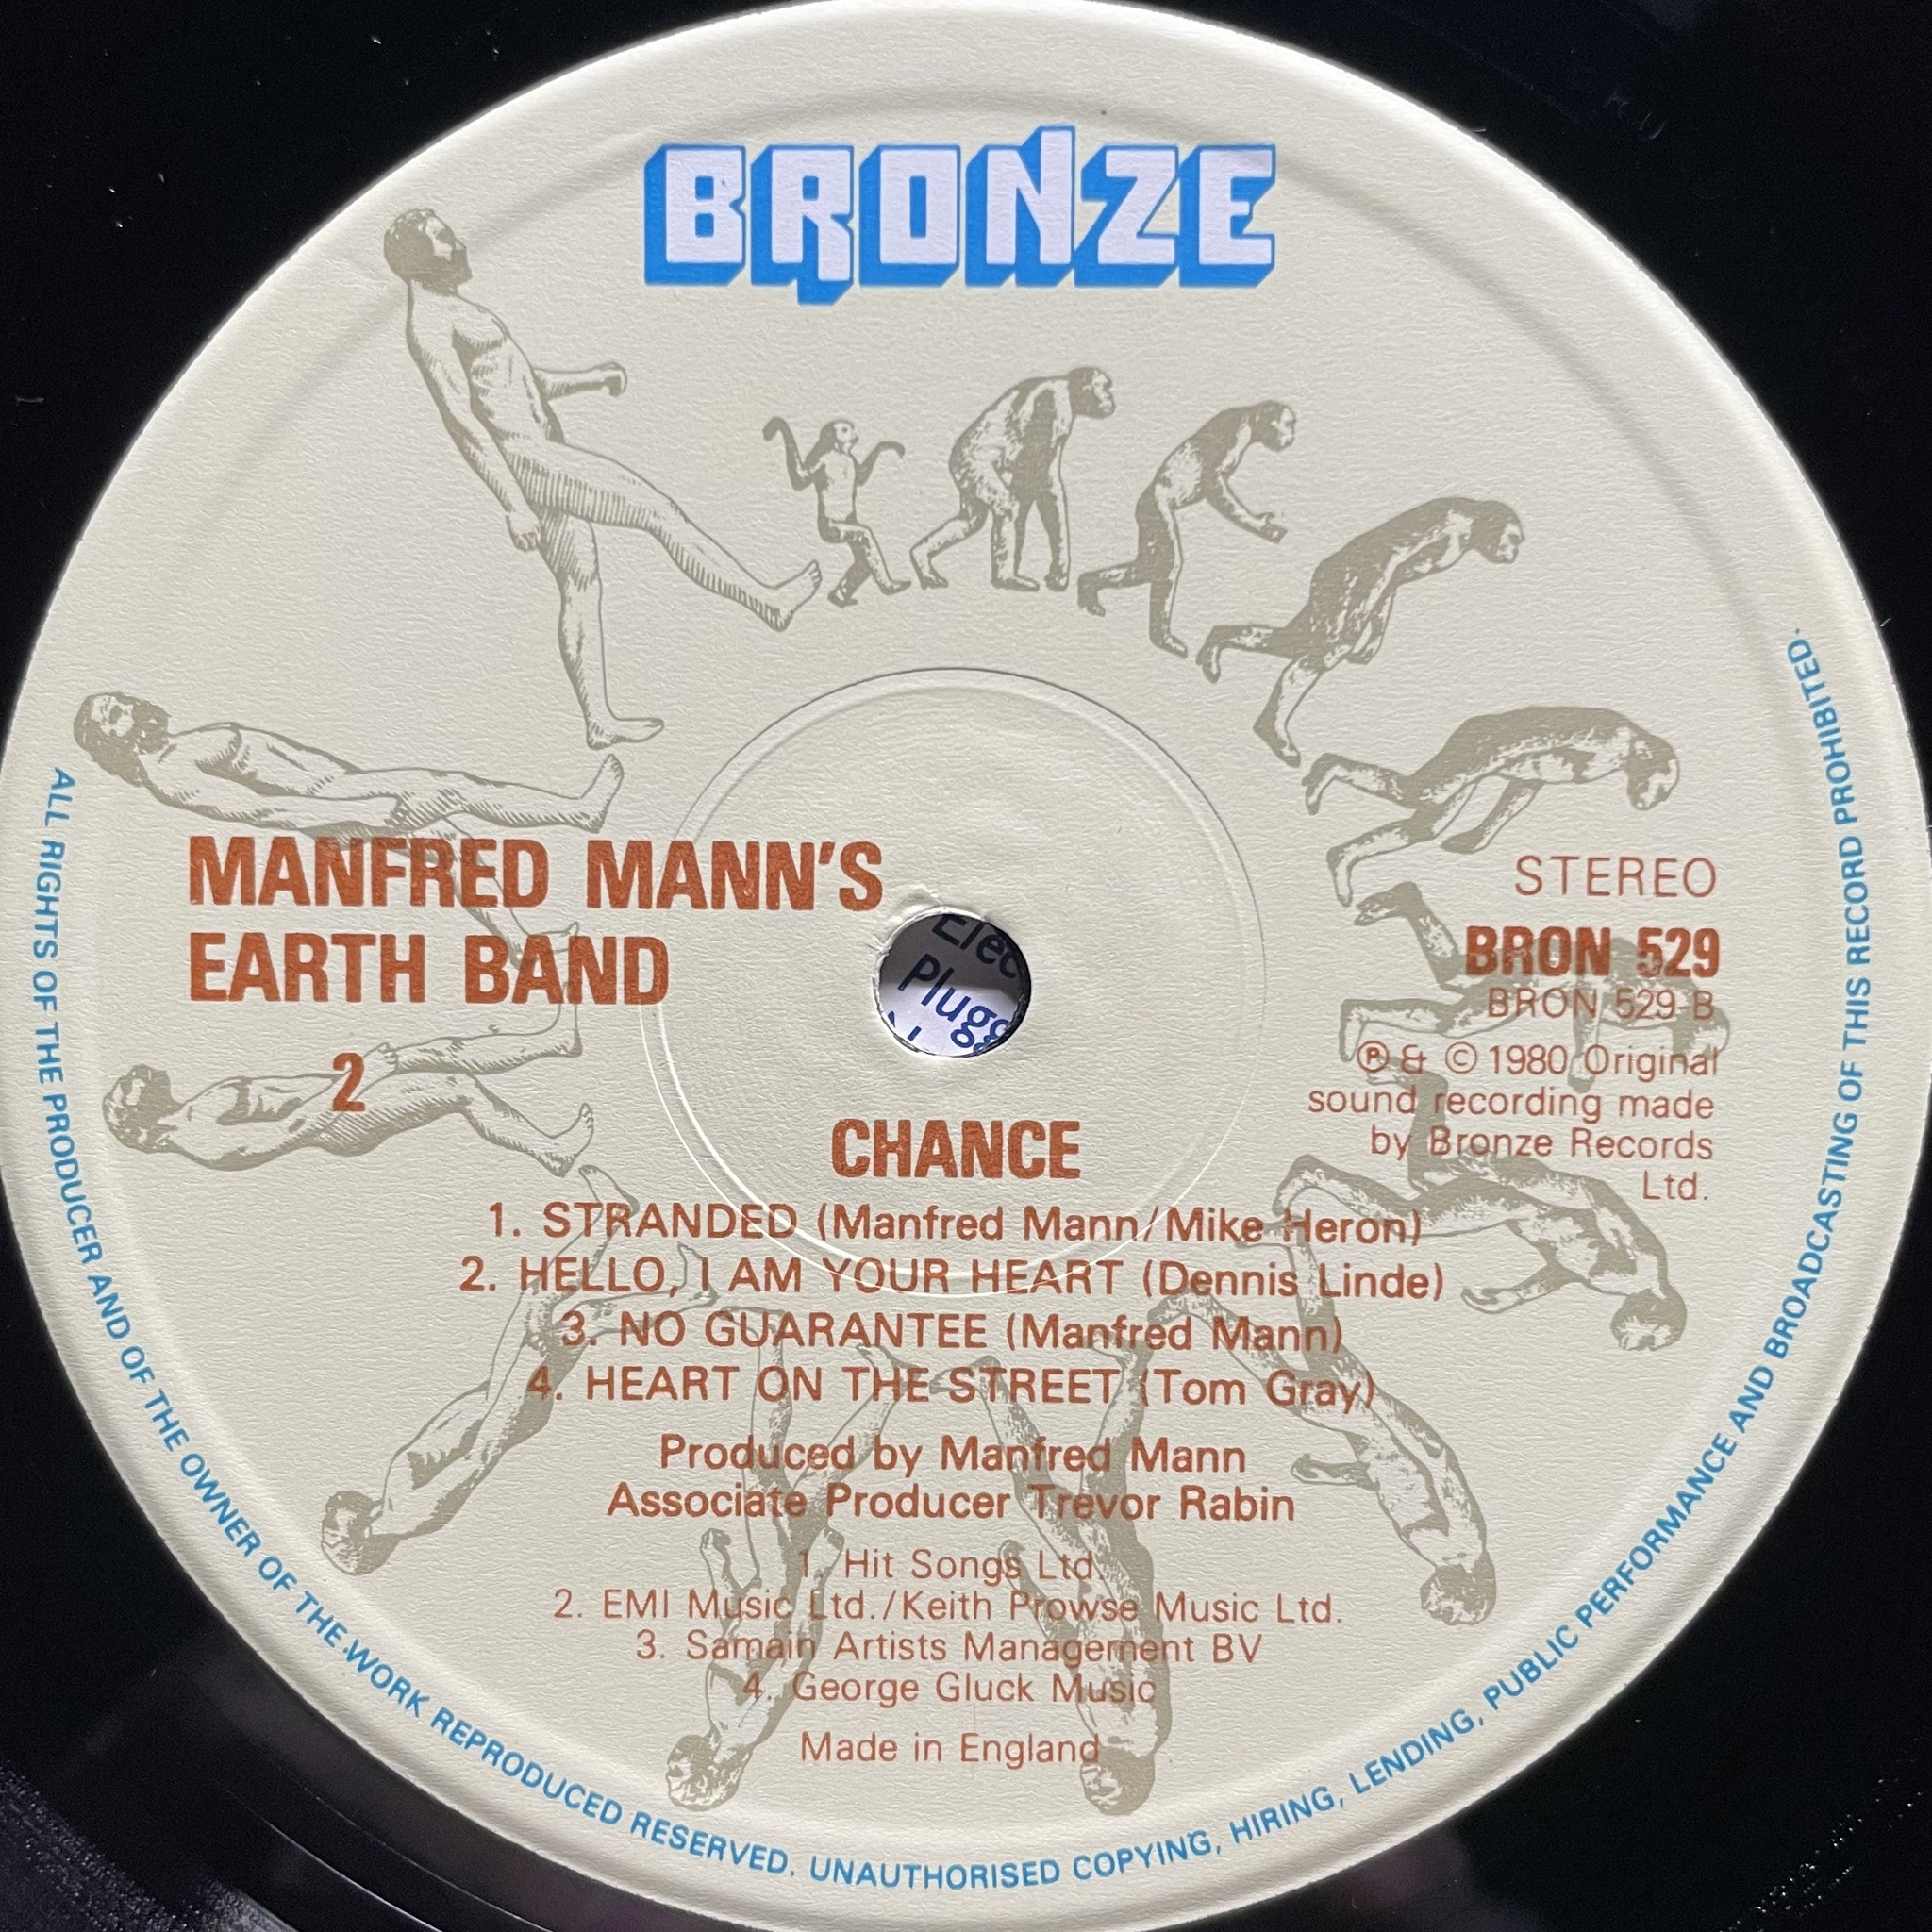 BRONZE
MANFRED MANN'S
EARTH BAND
2
STEREO
BRON 529
BRON 529-B
Ⓟ & © 1980 Original
sound recording made
by Bronze Records
Ltd.
Plugg
CHANCE
1. STRANDED (Manfred Mann/Mike Heron)
2. HELLO, I AM YOUR HEART (Dennis Linde)
3. NO GUARANTEE (Manfred Mann)
4. HEART ON THE STREET (Tom Gray)
Produced by Manfred Mann
Associate Producer Trevor Rabin
1. Hit Songs Ltd
2. EMI Music Ltd./Keith Prowse Music Ltd.
3. Samain Artists Management BV
4. George Gluck Music
Made in England
ALL RIGHTS OF THE PRODUCER AND OF THE OWNER OF THE WORK REPRODUCED RESERVED. UNAUTHORISED COPYING, HIRING, LENDING, PUBLIC PERFORMANCE AND BROADCASTING OF THIS RECORD PROHIBITED.